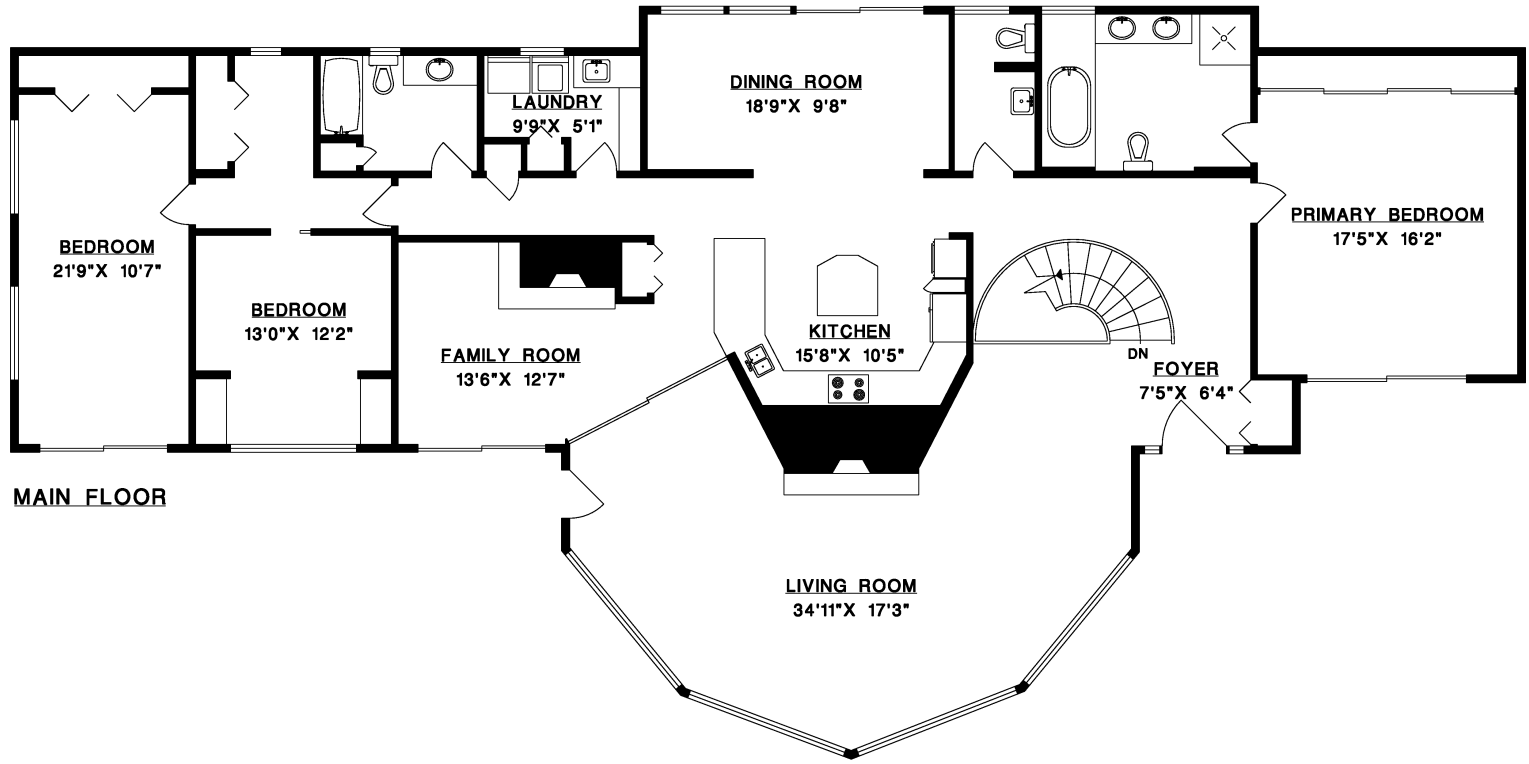 DINING ROOM
18'9"X 9'8"
LAUNDRY
9'9"X 5'1"
PRIMARY BEDROOM
17'5"X 16'2"
BEDROOM
21'9"X 10'7"
BEDROOM
13'0"X 12'2"
KITCHEN
15'8"X 10'5"
FAMILY ROOM
13'6"X 12'7"
DN
FOYER
7'5"X 6'4"
MAIN FLOOR
LIVING ROOM
34'11"X 17'3"